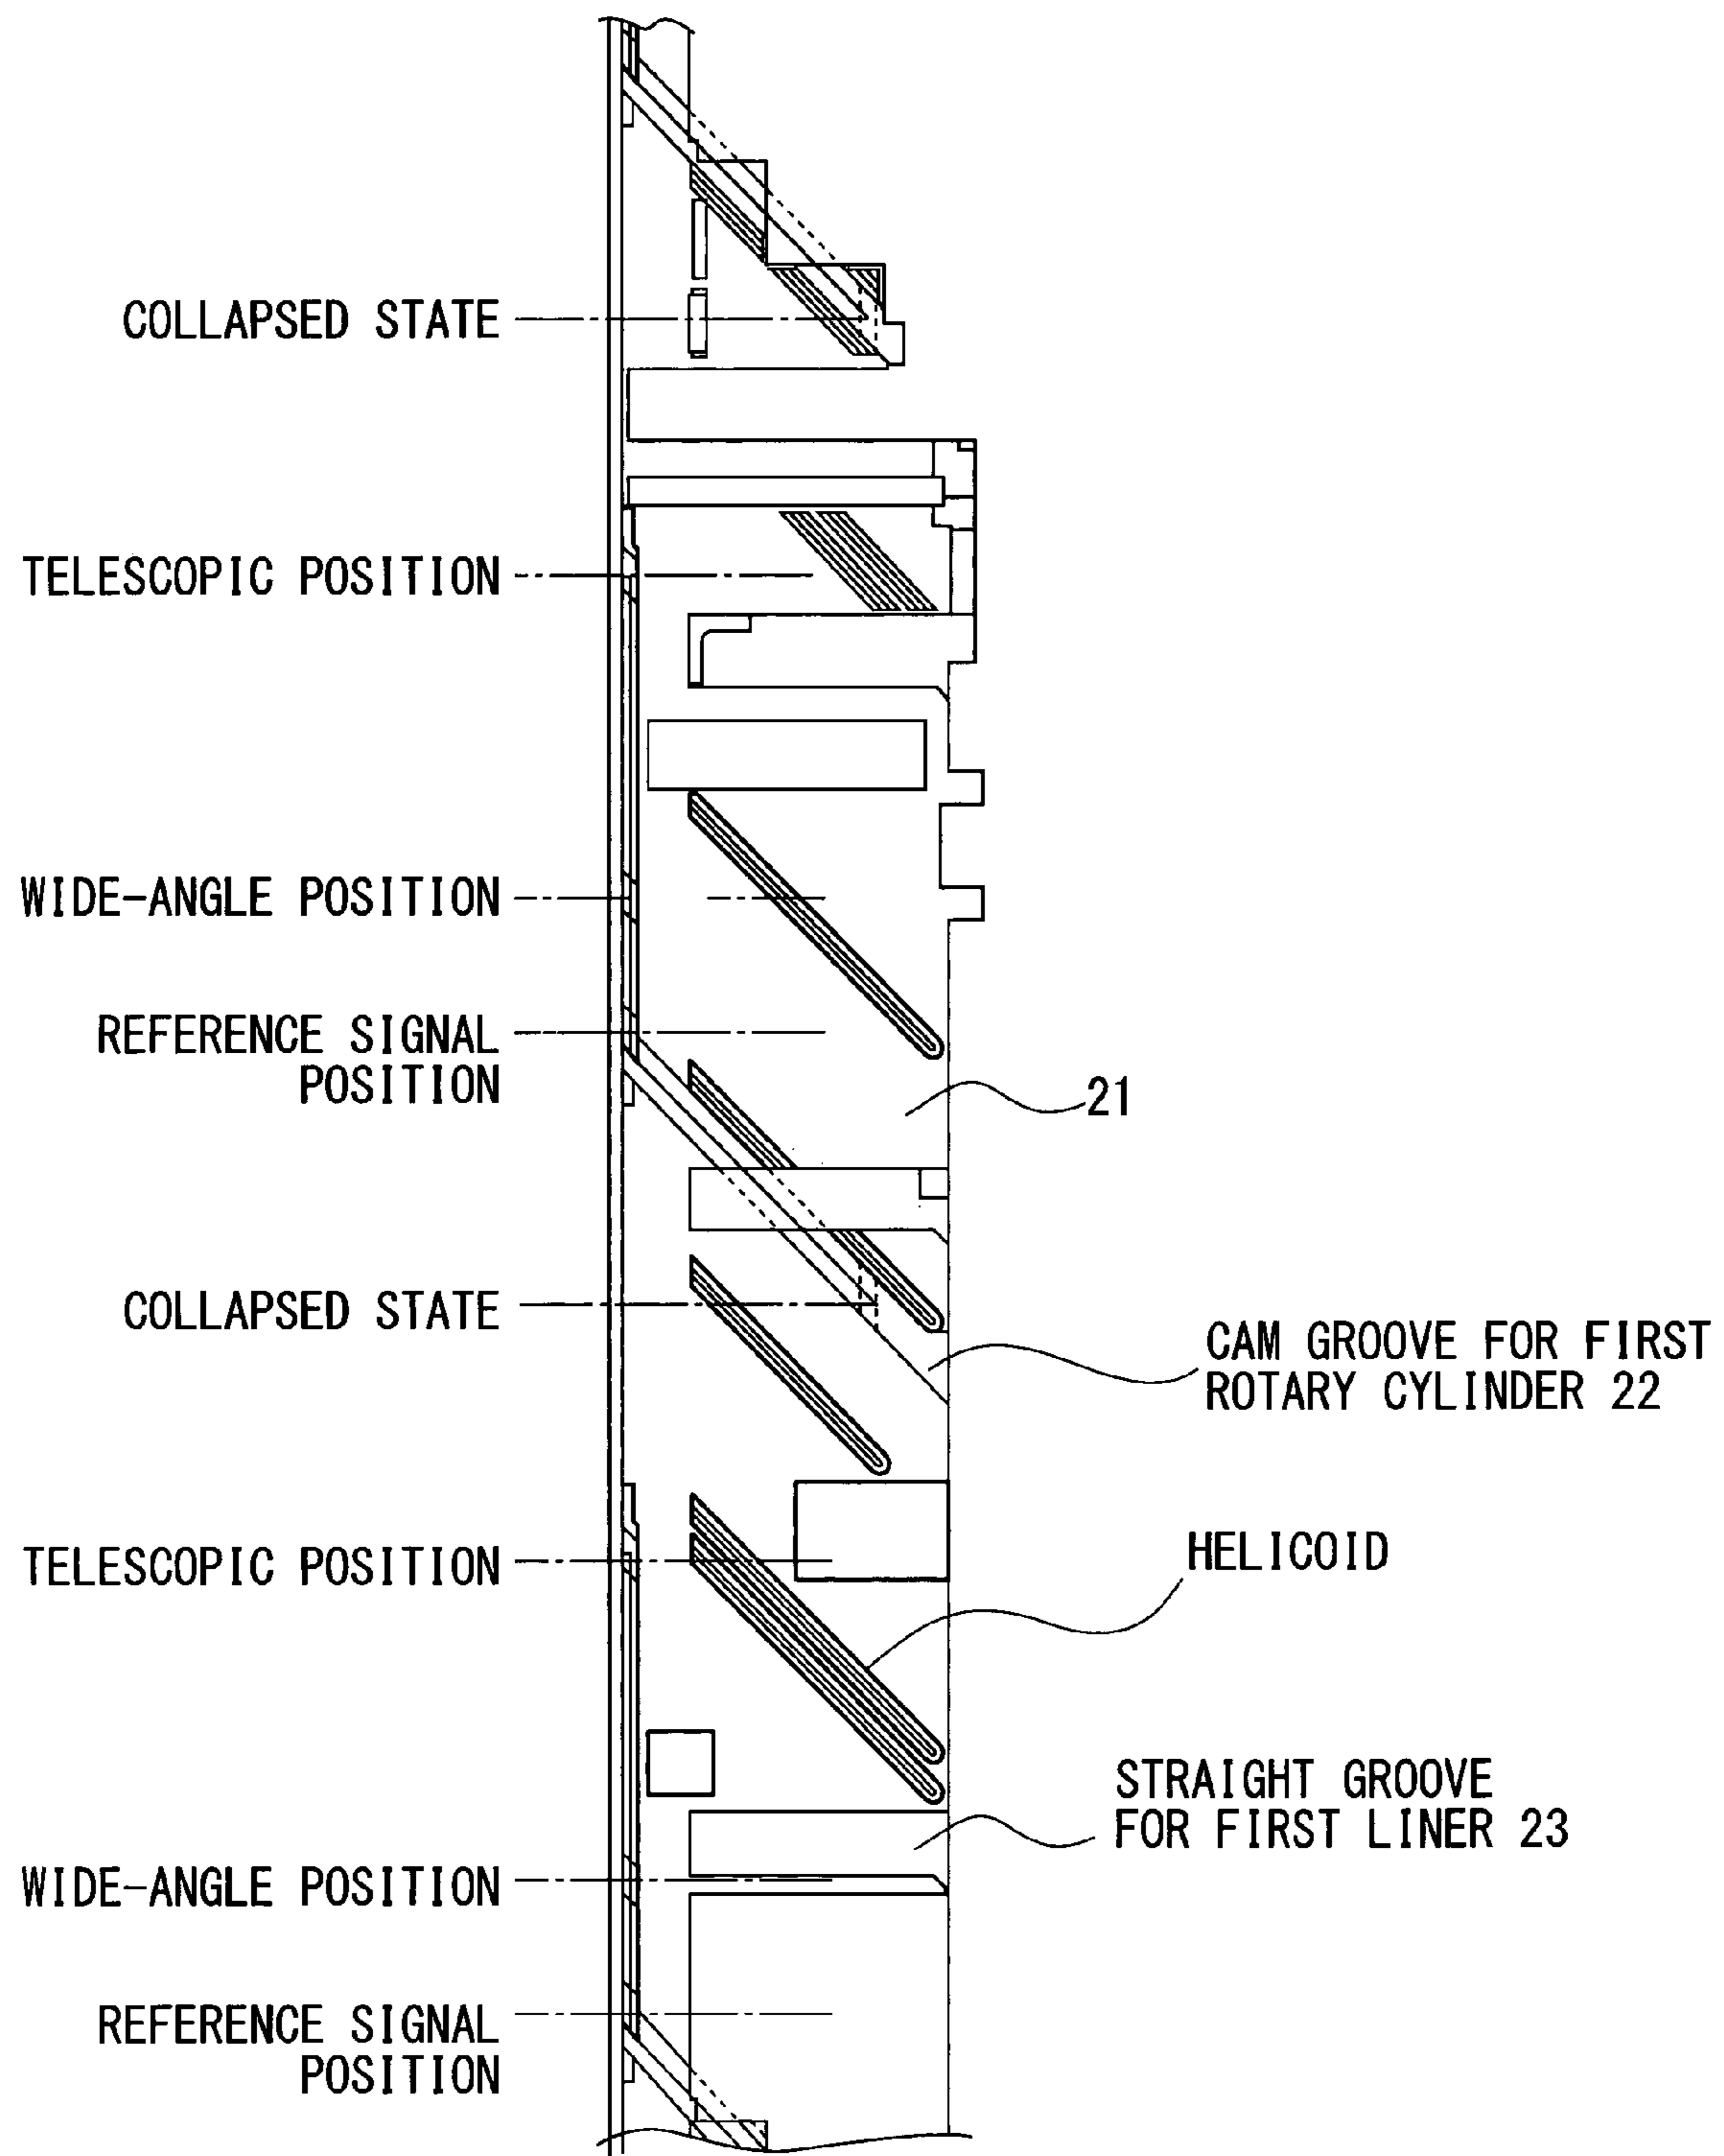 COLLAPSED STATE
TELESCOPIC POSITION
WIDE-ANGLE POSITION
REFERENCE SIGNAL
POSITION
21
COLLAPSED STATE
CAM GROOVE FOR FIRST
ROTARY CYLINDER 22
TELESCOPIC POSITION
HELICOID
STRAIGHT GROOVE
FOR FIRST LINER 23
WIDE-ANGLE POSITION
REFERENCE SIGNAL
POSITION